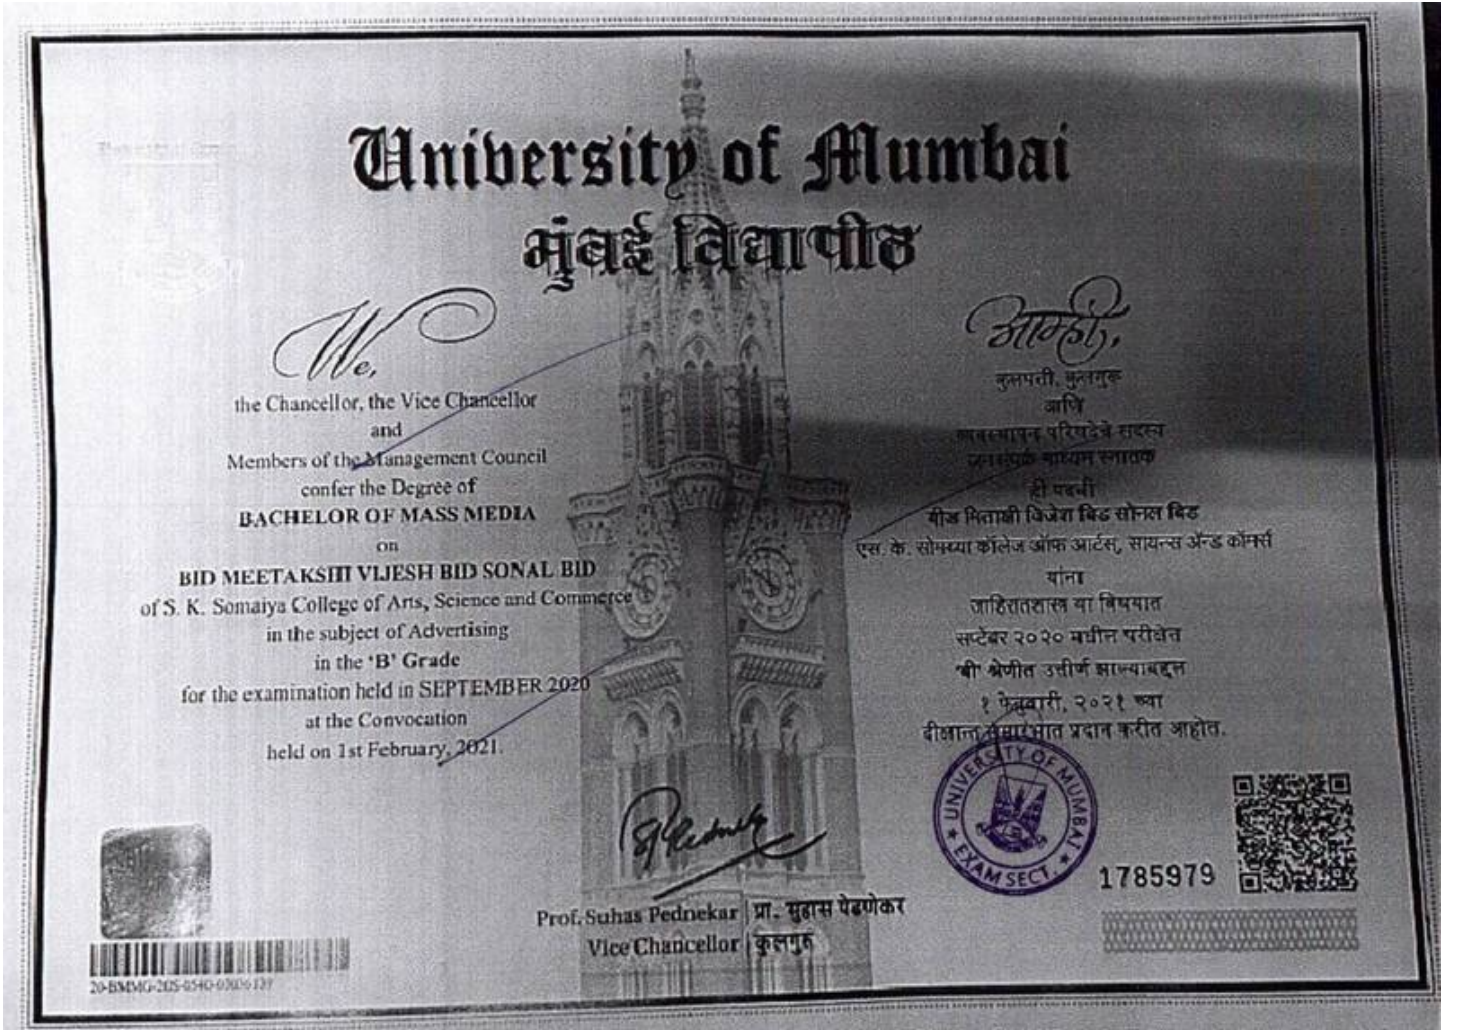 University of Mumbai
मुंबई विद्यापीठ
We,
the Chancellor, the Vice Chancellor
and
Members of the Management Council
confer the Degree of
BACHELOR OF MASS MEDIA
on
BID MEETAKSHI VIJESH BID SONAL BID
of S. K. Somaiya College of Arts, Science and Commerce
in the subject of Advertising
in the ‘B’ Grade
for the examination held in SEPTEMBER 2020
at the Convocation
held on 1st February, 2021.
आम्ही,
कुलपती, कुलगुरू
आणि
व्यवस्थापन परिषदेचे सदस्य
जनसंपर्क माध्यम स्नातक
ही पदवी
बीड मिताक्षी विजेश बिड सोनल बिड
एस. के. सोमय्या कॉलेज ऑफ आर्टस्, सायन्स ॲन्ड कॉमर्स
यांना
जाहिरातशास्त्र या विषयात
सप्टेंबर २०२० मधील परीक्षेत
‘बी’ श्रेणीत उत्तीर्ण झाल्याबद्दल
१ फेब्रुवारी, २०२१ च्या
दीक्षान्त समारंभात प्रदान करीत आहोत.
UNIVERSITY OF MUMBAI
EXAM SECT.
1785979
Prof. Suhas Pednekar | प्रा. सुहास पेडणेकर
Vice Chancellor | कुलगुरू